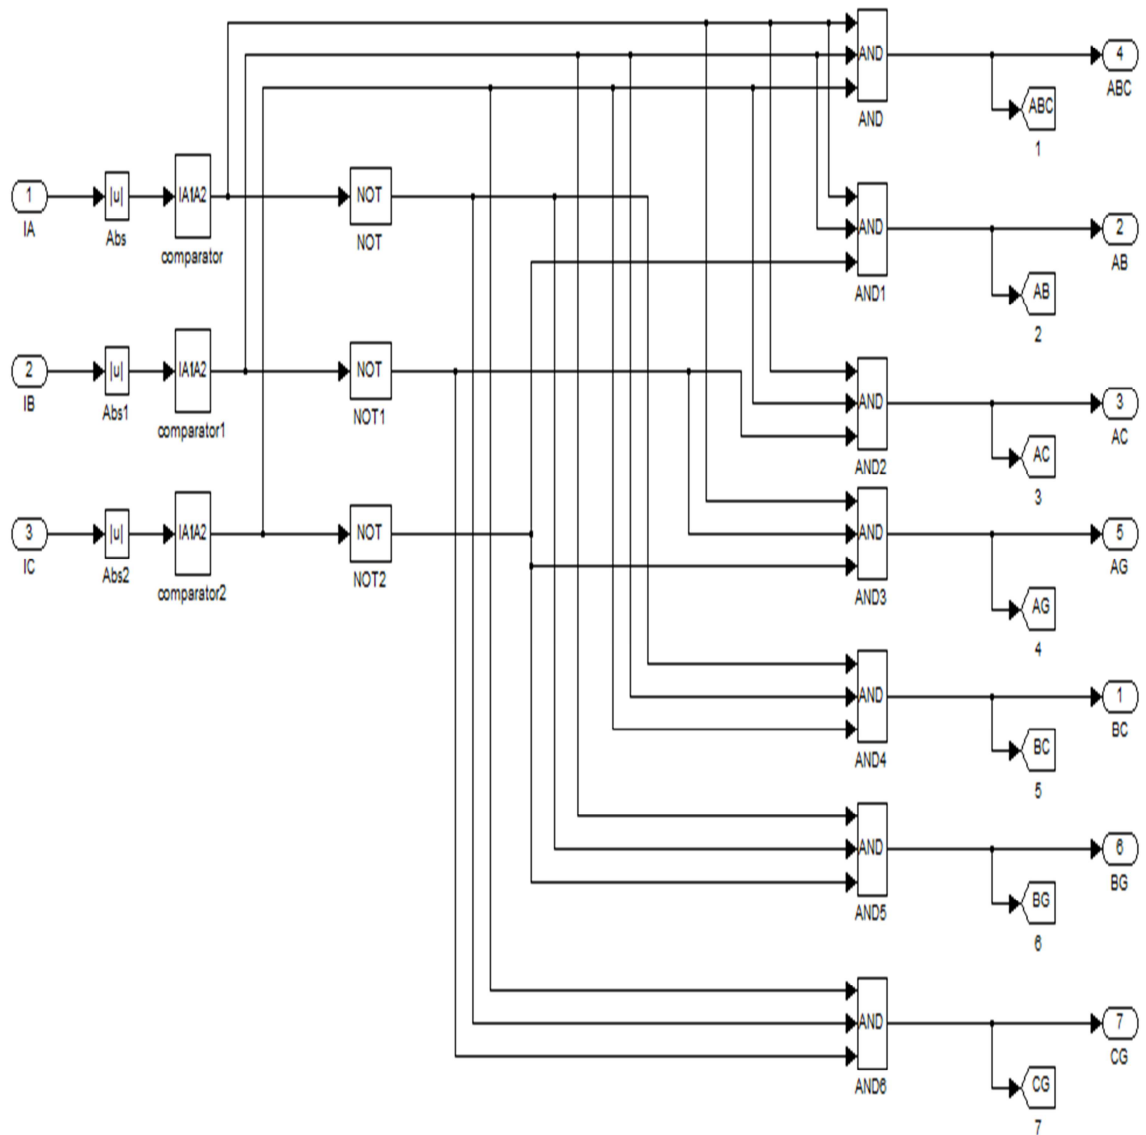 AND
4
ABC
ABC
1
AND
1
IA
|u|
Abs
IA1A2
comparator
NOT
NOT
AND
2
AB
AND1
AB
2
2
IB
|u|
Abs1
IA1A2
comparator1
NOT
NOT1
AND
3
AC
AND2
AC
3
3
IC
|u|
Abs2
IA1A2
comparator2
NOT
NOT2
AND
5
AG
AND3
AG
4
AND
1
BC
AND4
BC
5
AND
6
BG
AND5
BG
6
AND
7
CG
AND6
CG
7